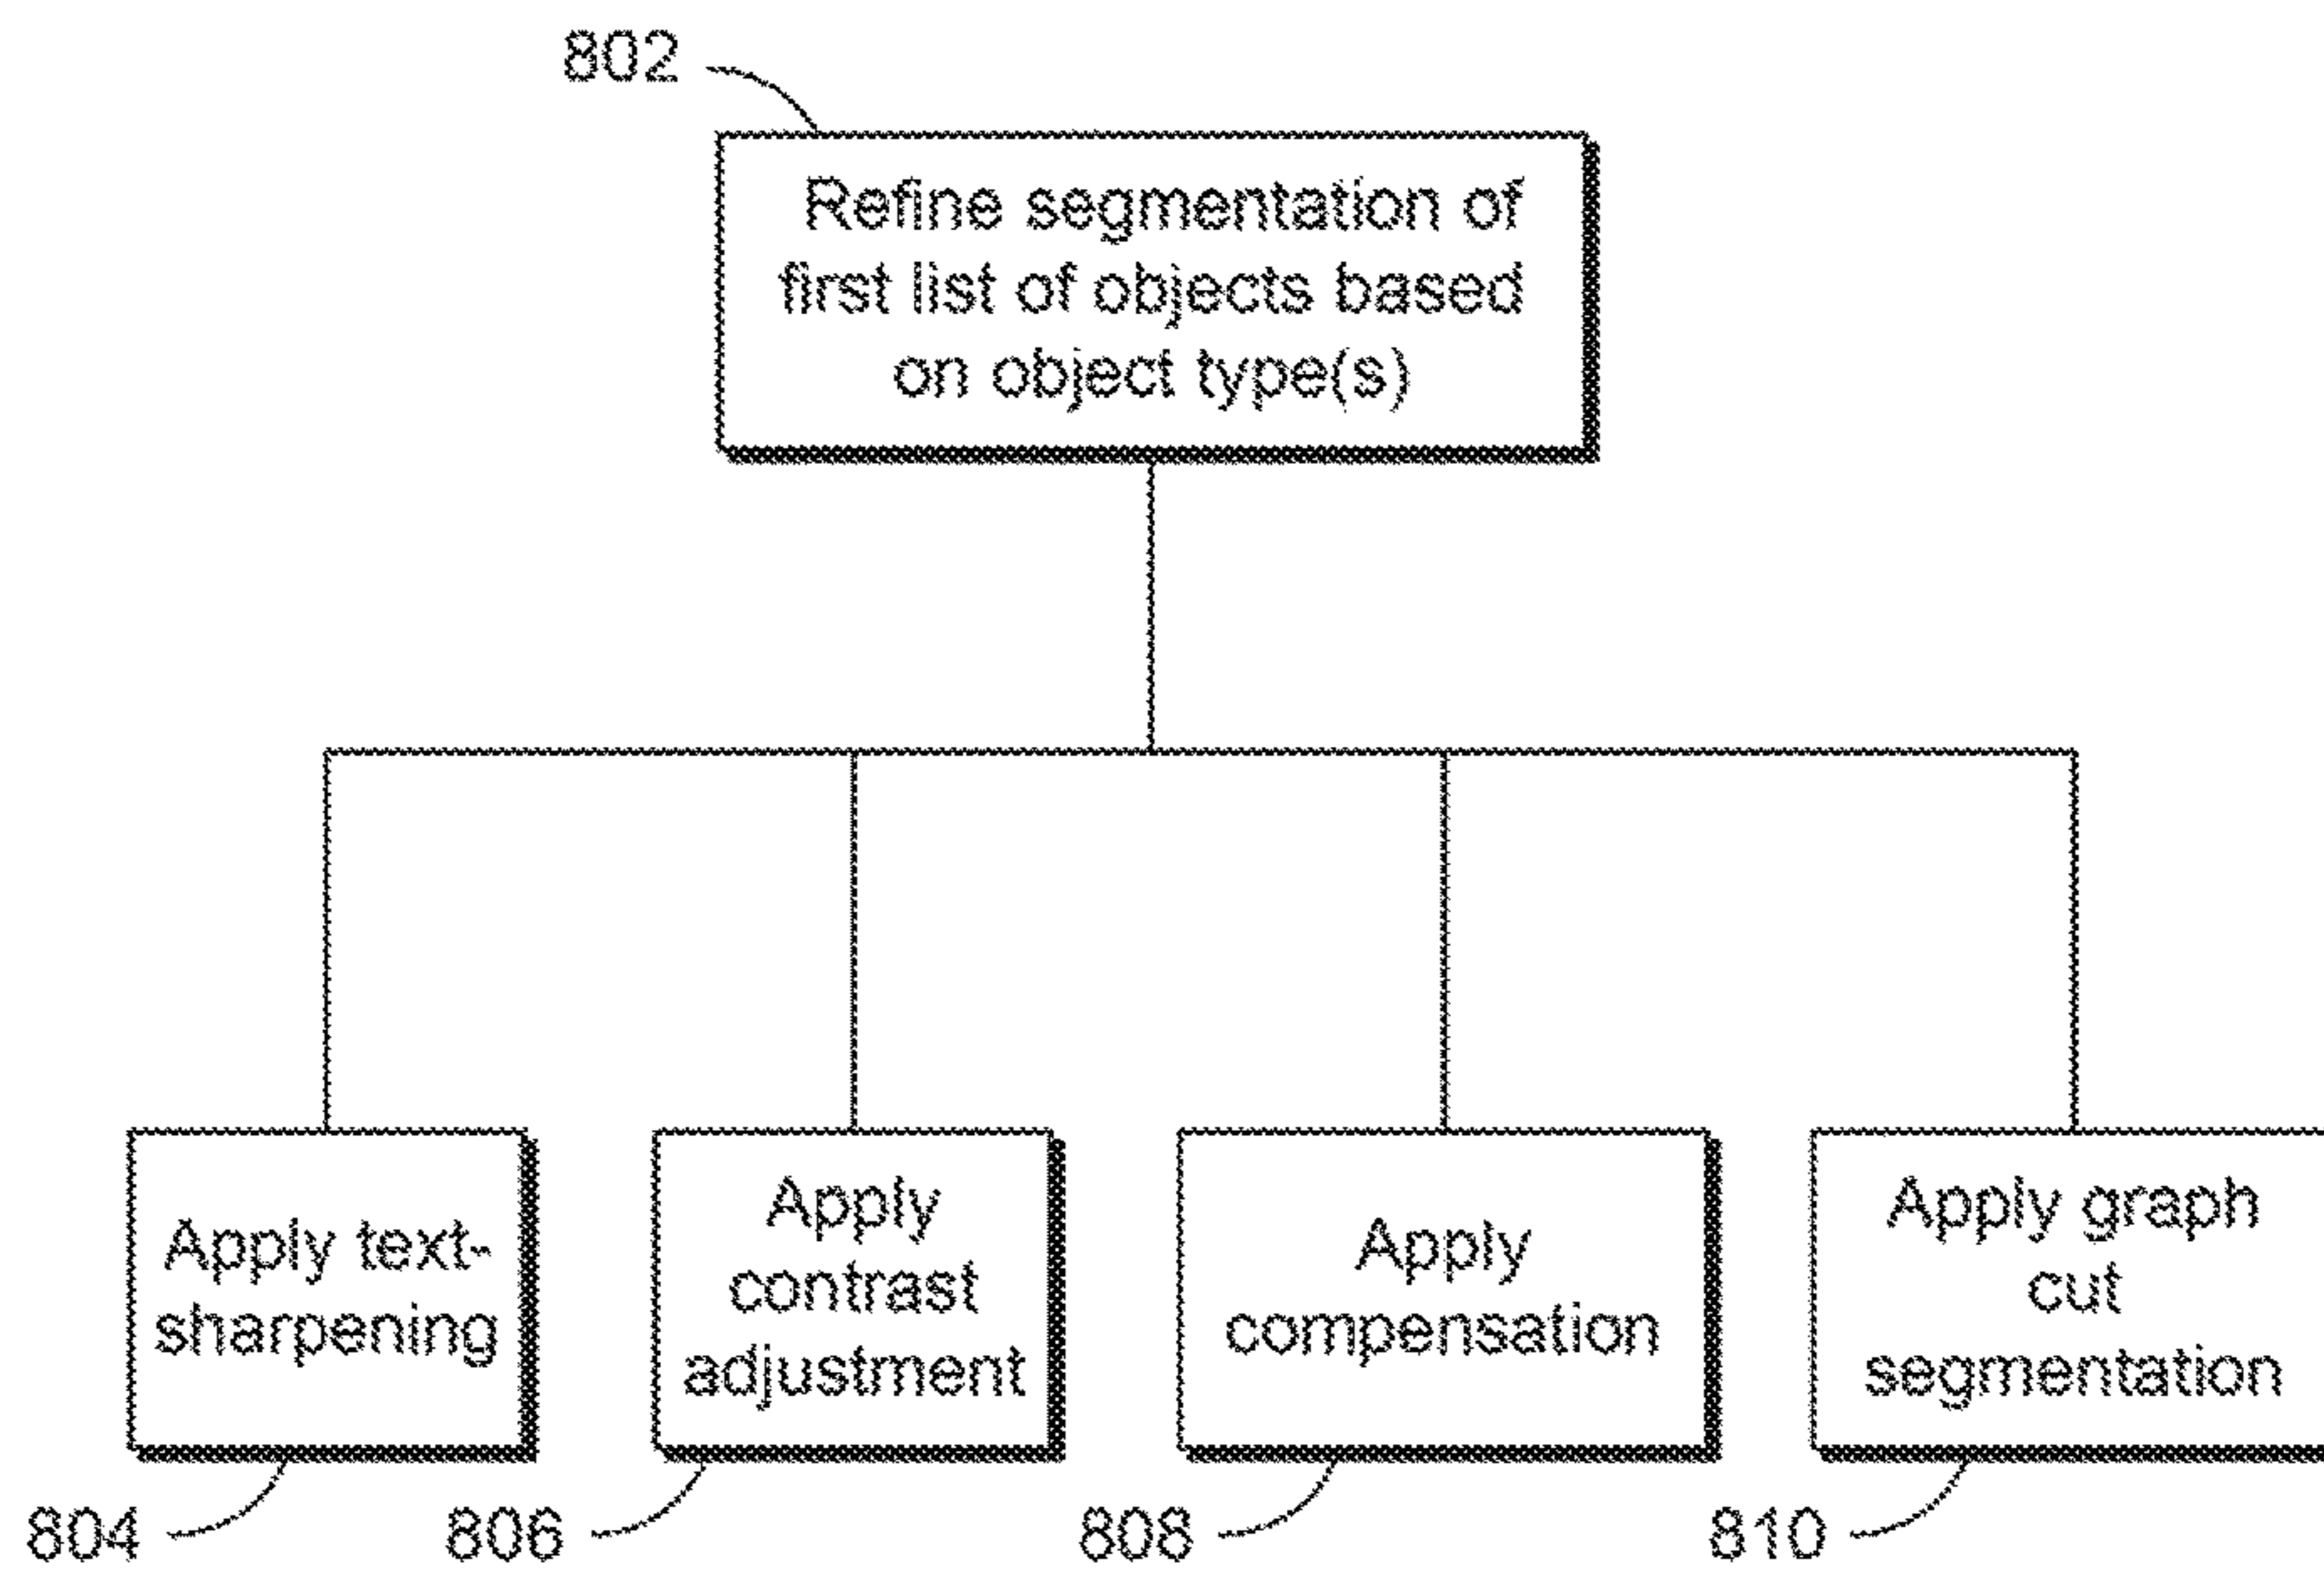 802
Refine segmentation of
first list of objects based
on object type(s)
Apply text-
sharpening
Apply
contrast
adjustment
Apply
compensation
Apply graph
cut
segmentation
804
806
808
810